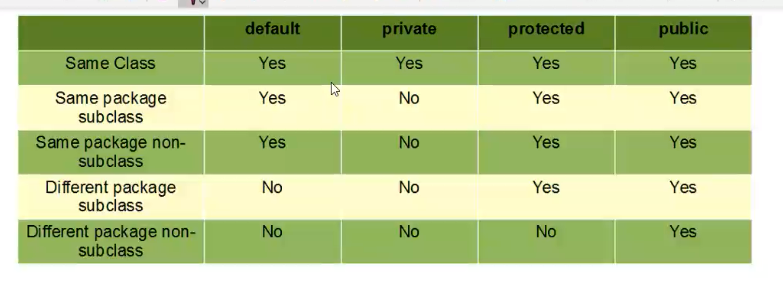 default private protected public
Same Class Yes Yes Yes Yes
Same package
subclass Yes No Yes Yes
Same package non-
subclass Yes No Yes Yes
Different package
subclass No No Yes Yes
Different package non-
subclass No No No Yes